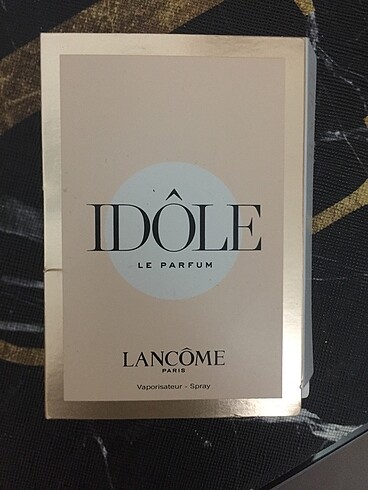 IDÔLE
LE PARFUM
LANCÔME
PARIS
Vaporisateur - Spray